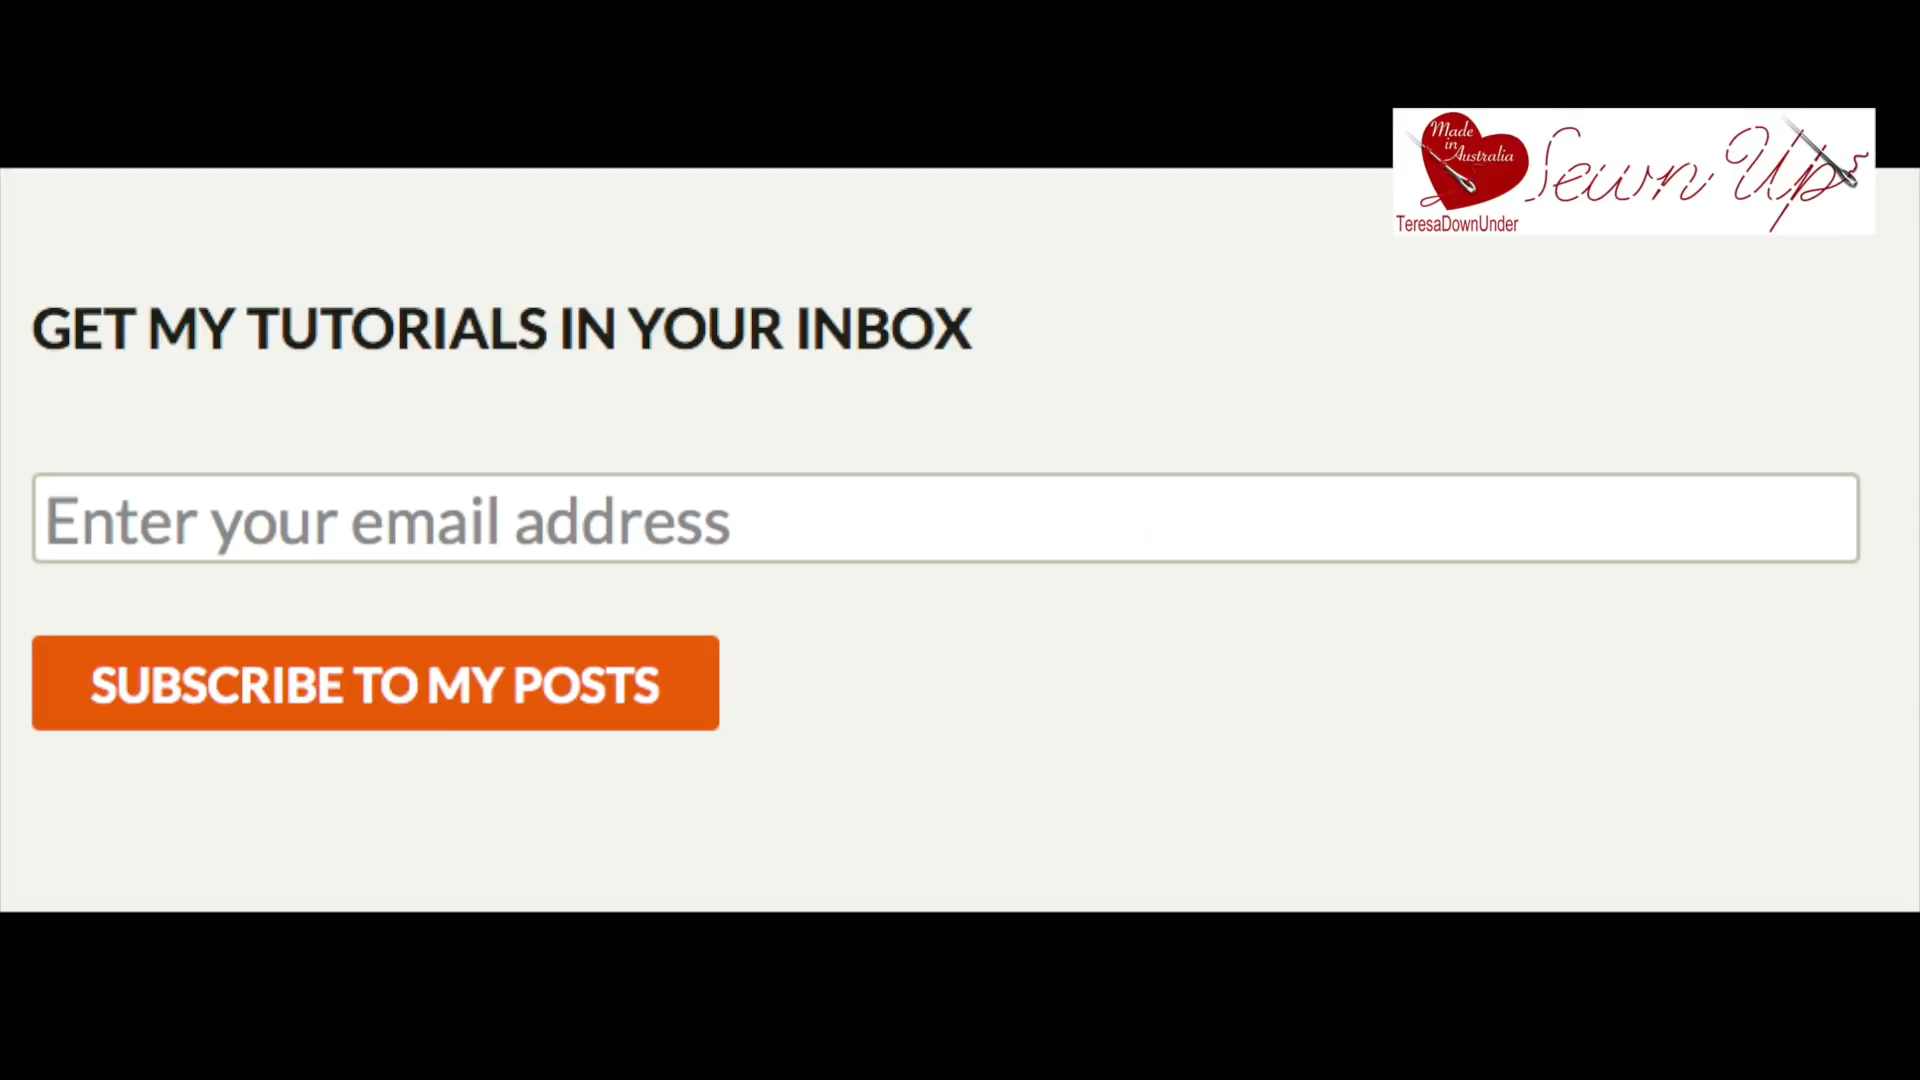 Made
in
Australia
Sewn Up
TeresaDownUnder
GET MY TUTORIALS IN YOUR INBOX
Enter your email address
SUBSCRIBE TO MY POSTS